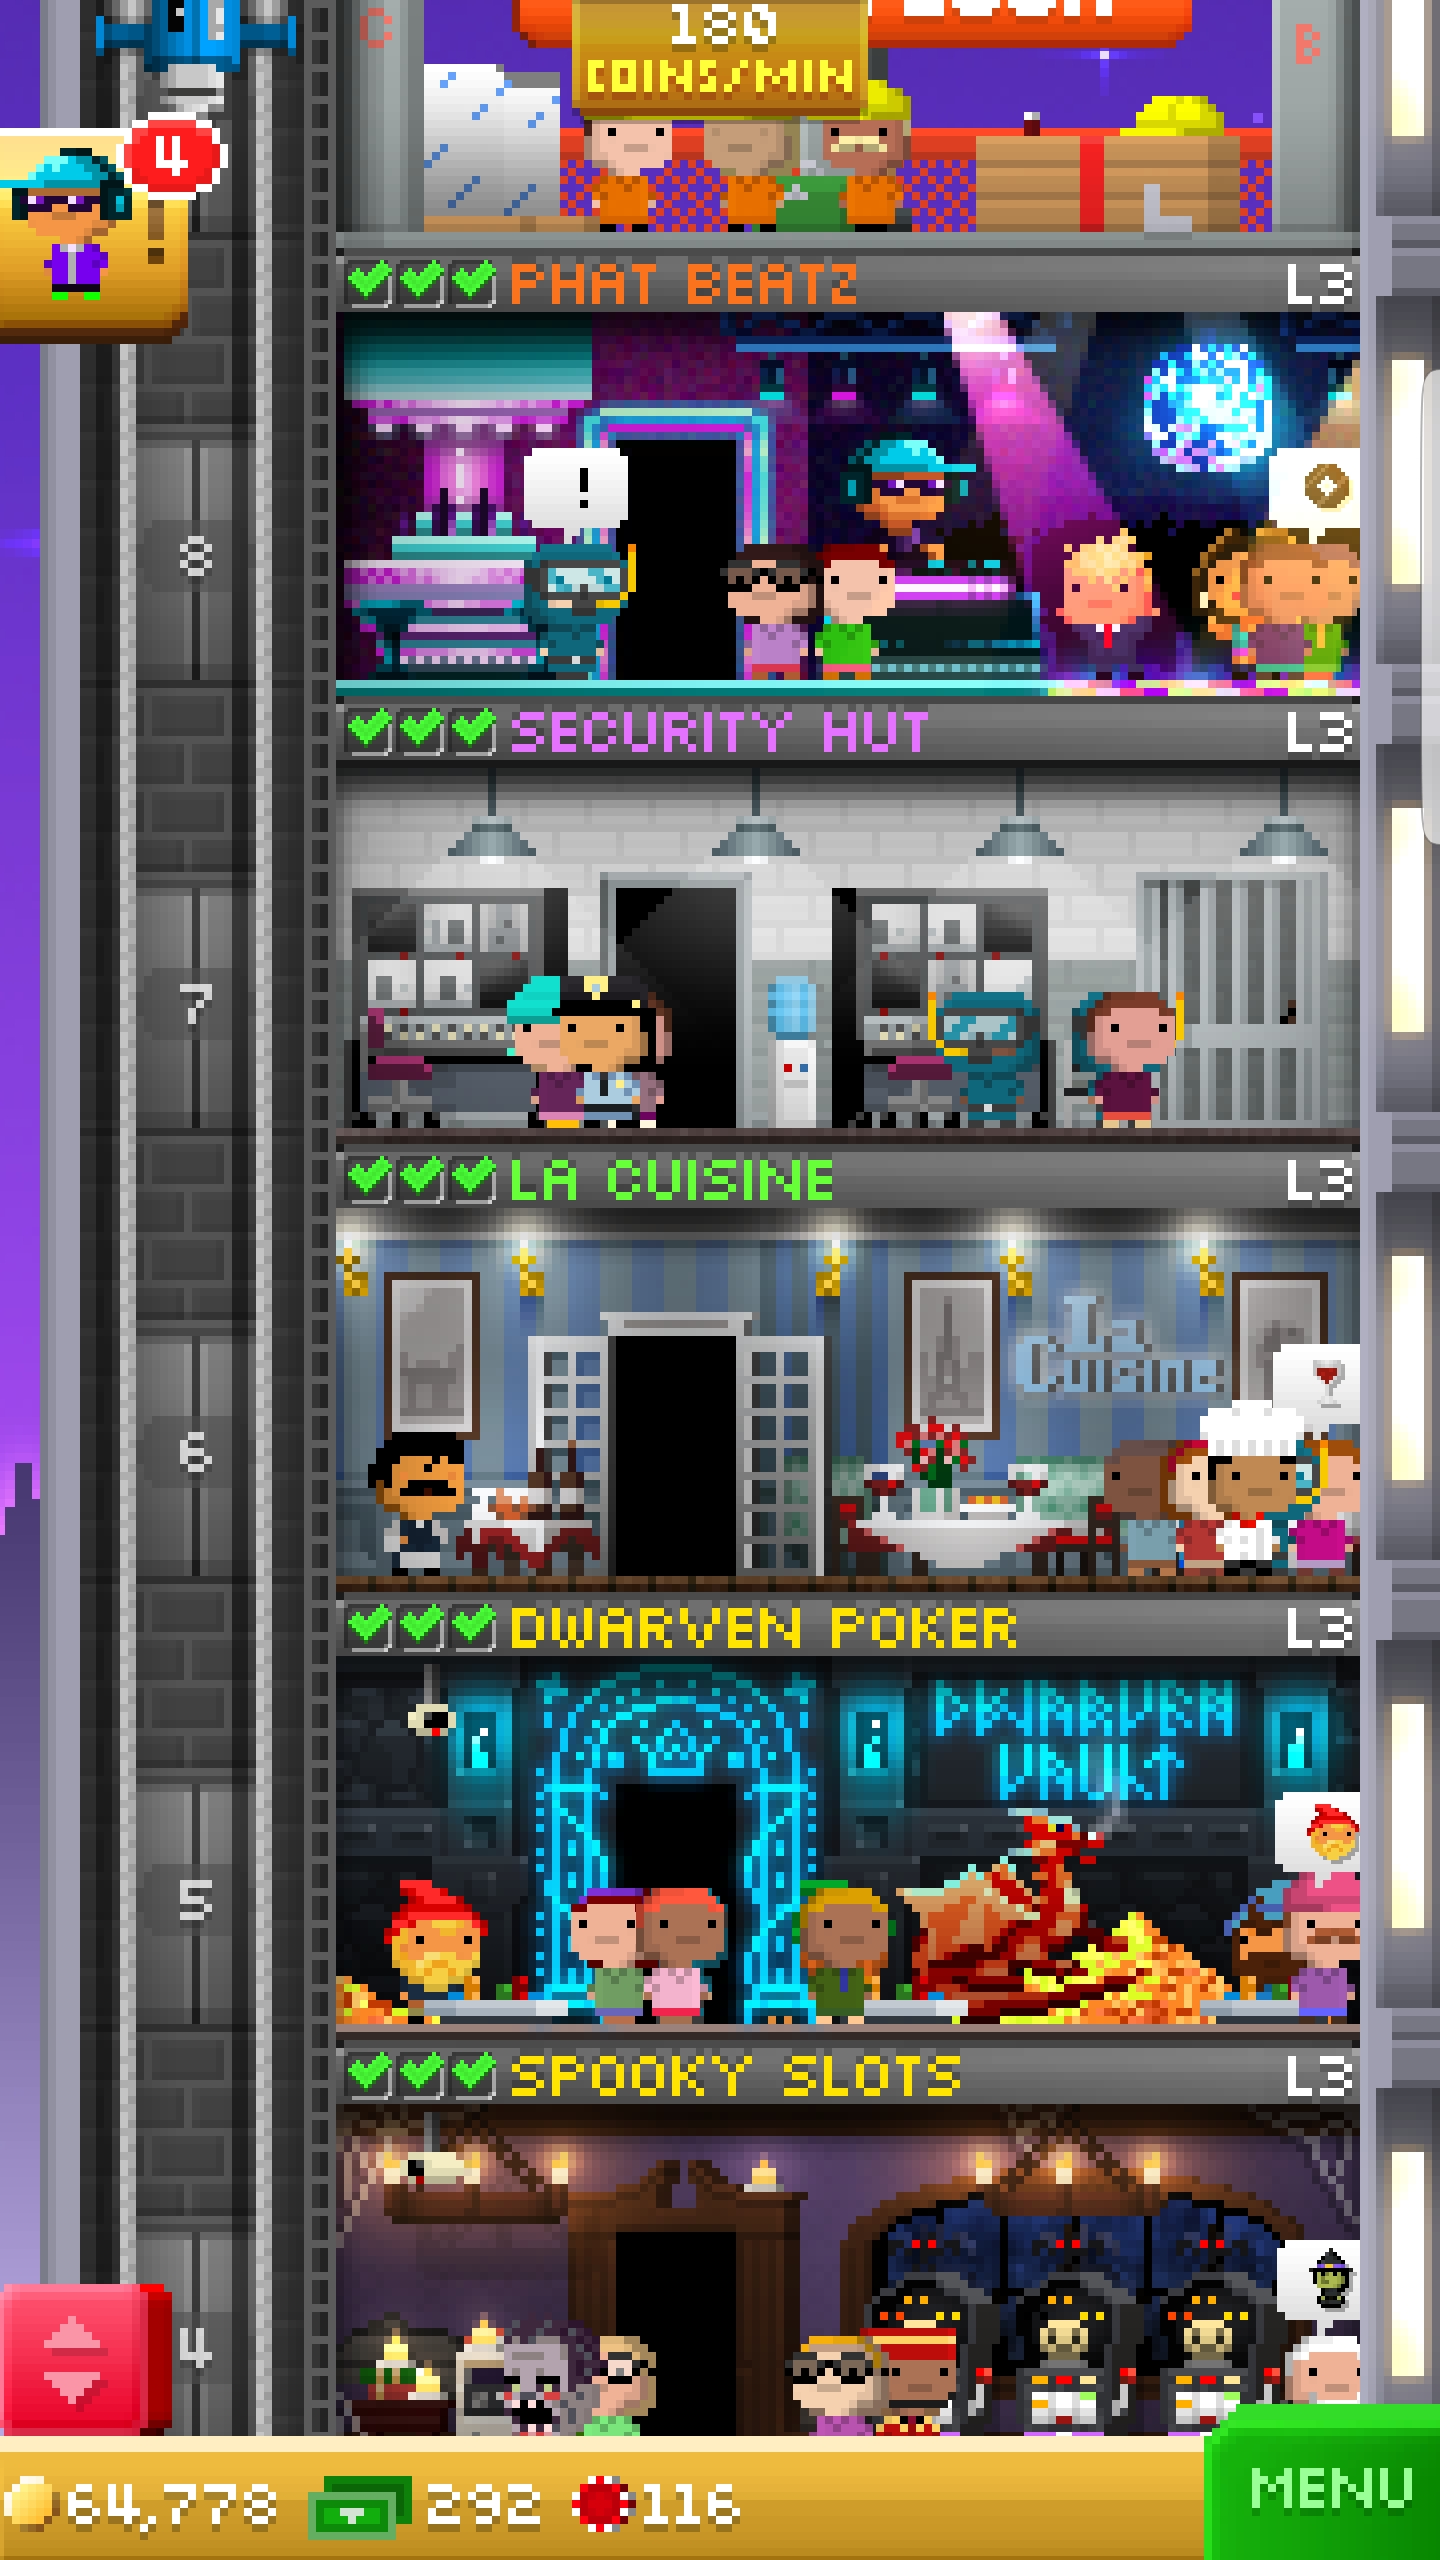 C
180
COINS/MIN
B
4
PHAT BEATZ
L3
!
8
SECURITY HUT
L3
7
LA CUISINE
L3
La
Cuisine
6
DWARVEN POKER
L3
DWARVEN
VAULT
5
SPOOKY SLOTS
L3
4
64,778 292 116
MENU